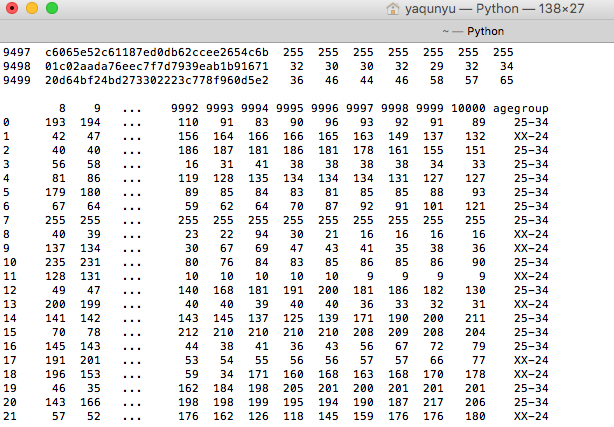 yaqunyu — Python — 138×27
~ — Python
9497 c6065e52c61187ed0db62ccee2654c6b 255 255 255 255 255 255 255
9498 01c02aada76eec7f7d7939eab1b91671 32 30 30 32 29 32 34
9499 20d64bf24bd273302223c778f960d5e2 36 46 44 46 58 57 65
8 9 ... 9992 9993 9994 9995 9996 9997 9998 9999 10000 agegroup
0 193 194 ... 110 91 83 90 96 93 92 91 89 25-34
1 42 47 ... 156 164 166 166 165 163 149 137 132 XX-24
2 40 40 ... 186 187 181 186 181 178 161 155 151 25-34
3 56 58 ... 16 31 41 38 38 38 38 34 33 XX-24
4 81 86 ... 119 128 135 134 134 134 131 127 127 25-34
5 179 180 ... 89 85 84 83 81 85 85 88 93 25-34
6 67 64 ... 59 62 64 70 87 92 91 101 121 25-34
7 255 255 ... 255 255 255 255 255 255 255 255 255 25-34
8 40 39 ... 23 22 94 30 21 16 16 16 16 XX-24
9 137 134 ... 30 67 69 47 43 41 35 38 36 XX-24
10 235 231 ... 80 76 84 83 85 86 85 86 90 25-34
11 128 131 ... 10 10 10 10 10 9 9 9 9 XX-24
12 49 47 ... 140 168 181 191 200 181 186 182 130 25-34
13 200 199 ... 40 40 39 40 40 36 33 32 31 XX-24
14 141 142 ... 143 145 137 125 139 171 190 200 211 25-34
15 70 78 ... 212 210 210 210 210 208 209 208 204 25-34
16 145 143 ... 44 38 41 36 43 56 67 72 79 XX-24
17 191 201 ... 53 54 55 56 56 57 57 66 77 XX-24
18 196 153 ... 59 34 171 160 168 163 168 170 178 XX-24
19 46 35 ... 162 184 198 205 201 200 201 201 201 25-34
20 143 166 ... 198 198 199 195 194 190 187 217 206 25-34
21 57 52 ... 176 162 126 118 145 159 176 176 180 XX-24